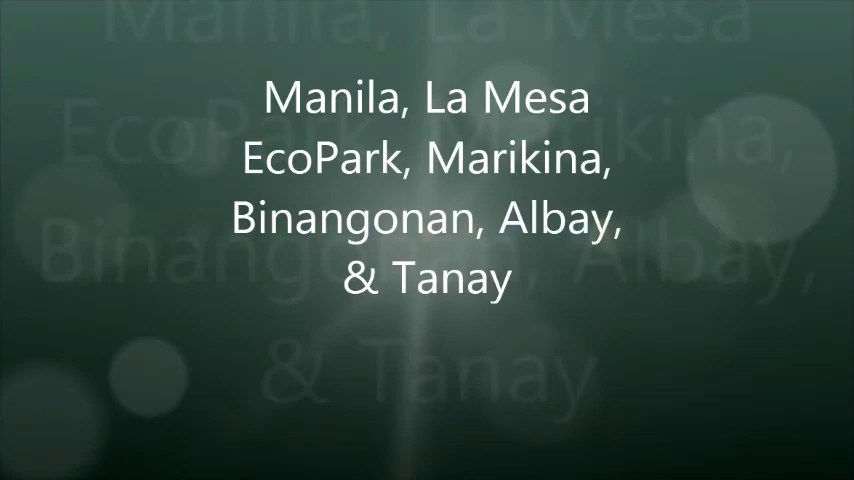 Manila, La Mesa
EcoPark, Marikina,
Binangonan, Albay,
& Tanay